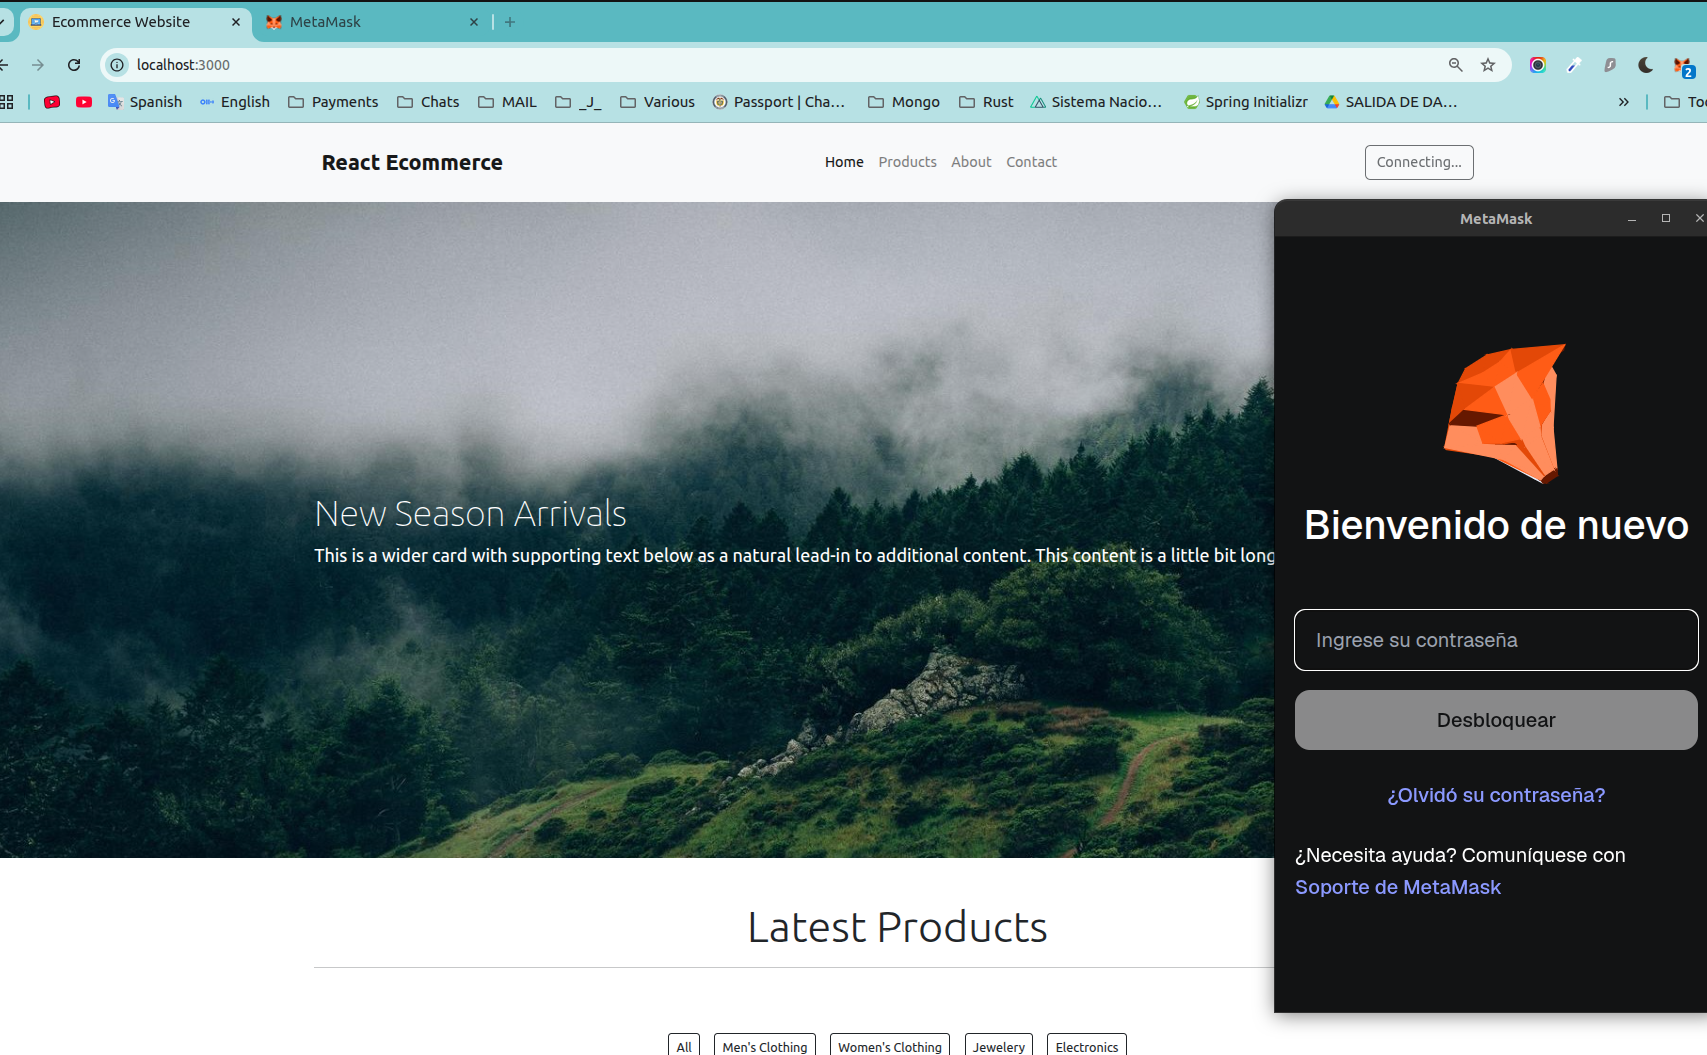 Ecommerce Website
MetaMask
localhost:3000
2
Spanish
English
Payments
Chats
MAIL
_J_
Various
Passport | Cha...
Mongo
Rust
Sistema Nacio...
Spring Initializr
SALIDA DE DA...
React Ecommerce
Home
Products
About
Contact
Connecting...
MetaMask
New Season Arrivals
This is a wider card with supporting text below as a natural lead-in to additional content. This content is a little bit long
Bienvenido de nuevo
Ingrese su contraseña
Desbloquear
¿Olvidó su contraseña?
¿Necesita ayuda? Comuníquese con
Soporte de MetaMask
Latest Products
All
Men's Clothing
Women's Clothing
Jewelery
Electronics